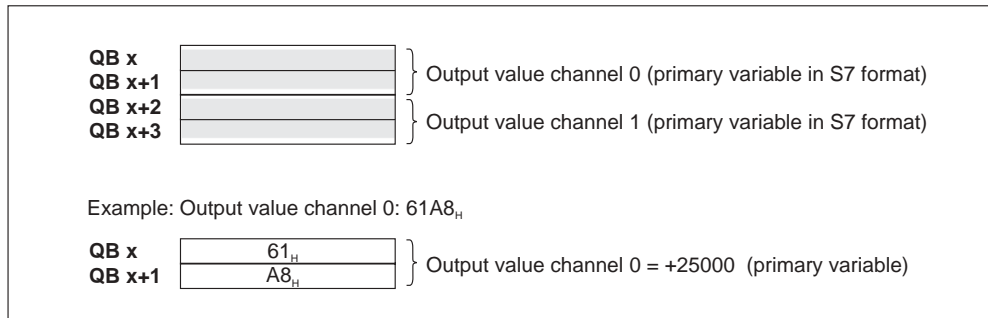 QB x
QB x+1
Output value channel 0 (primary variable in S7 format)
QB x+2
QB x+3
Output value channel 1 (primary variable in S7 format)
Example: Output value channel 0: 61A8H
QB x
61H
QB x+1
A8H
Output value channel 0 = +25000 (primary variable)